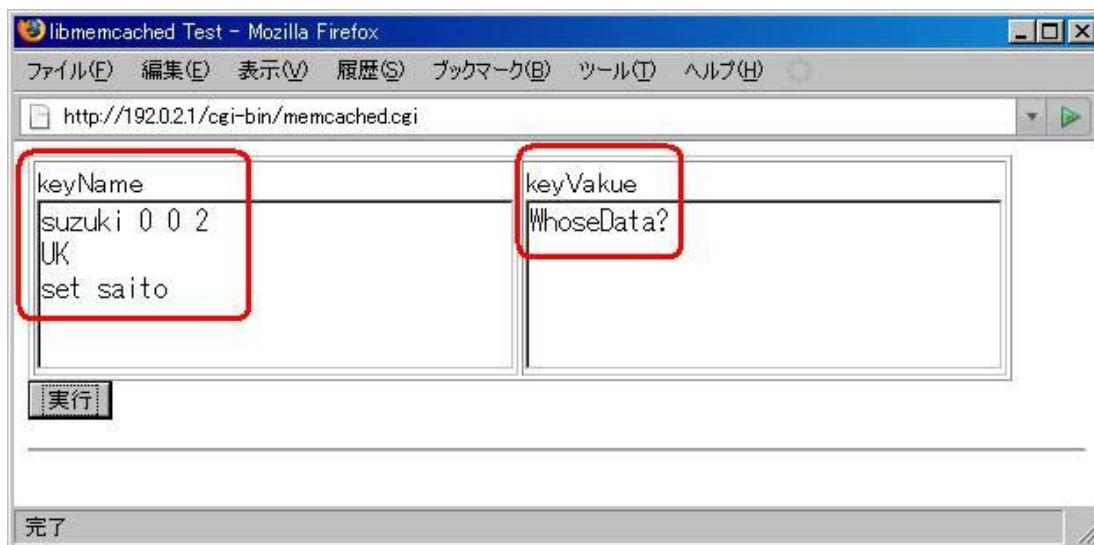 libmemcached Test - Mozilla Firefox
ファイル(F) 編集(E) 表示(V) 履歴(S) ブックマーク(B) ツール(T) ヘルプ(H)
http://192.0.2.1/cgi-bin/memcached.cgi
keyName
suzuki 0 0 2
UK
set saito
keyVakue
WhoseData?
実行
完了